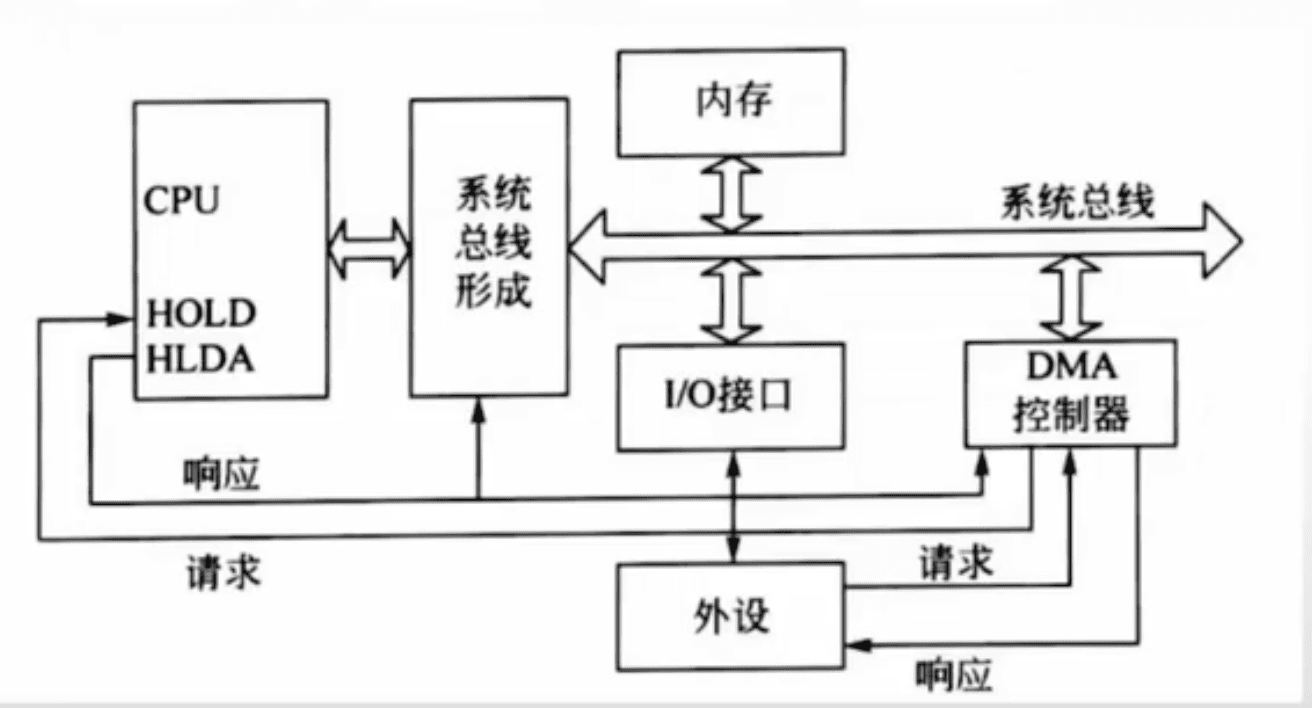 内存
CPU
系统
总线
形成
系统总线
HOLD
HLDA
I/O接口
DMA
控制器
响应
请求
请求
外设
响应